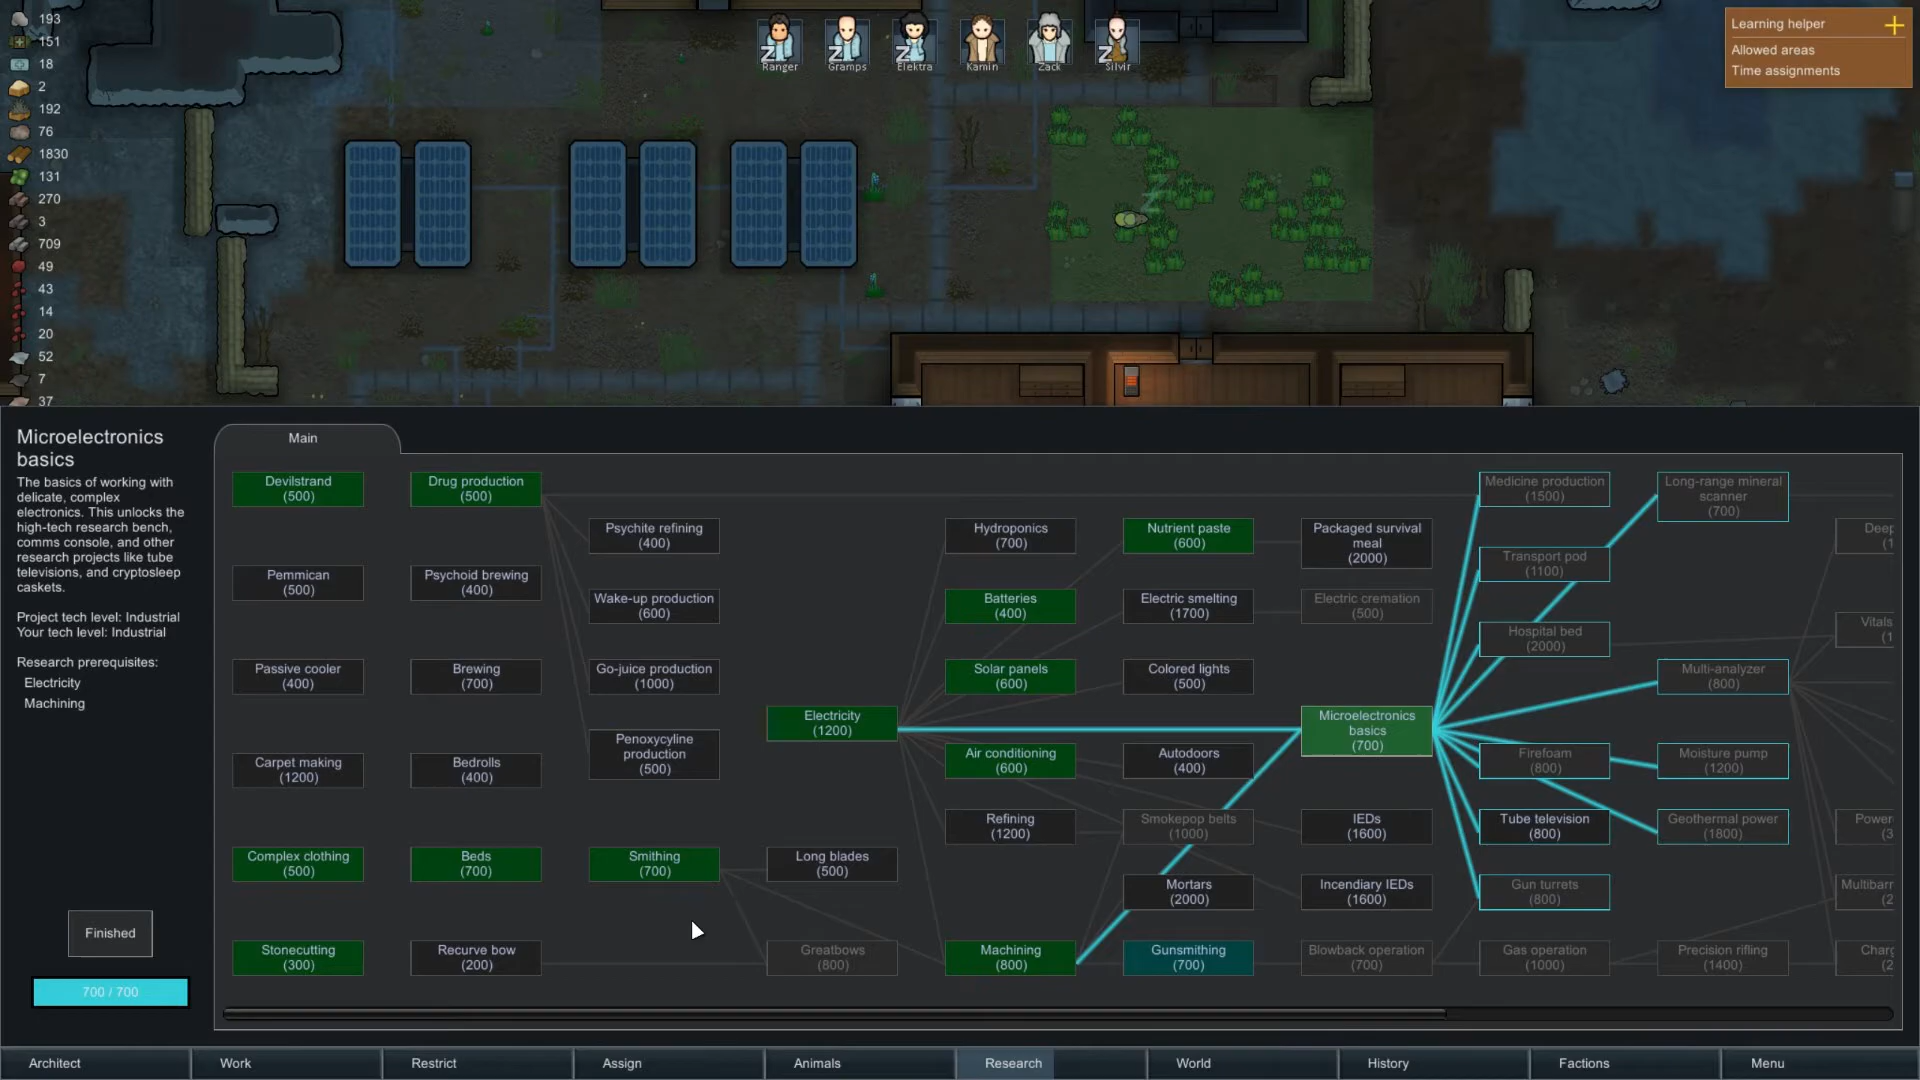 193
151
18
2
192
76
1830
131
270
3
709
49
43
14
20
52
7
37
Ranger
Gramps
Elektra
Kamin
Zack
Silvir
Learning helper
Allowed areas
Time assignments
Microelectronics
basics
The basics of working with
delicate, complex
electronics. This unlocks the
high-tech research bench,
comms console, and other
research projects like tube
televisions, and cryptosleep
caskets.
Project tech level: Industrial
Your tech level: Industrial
Research prerequisites:
Electricity
Machining
Finished
700 / 700
Main
Devilstrand
(500)
Drug production
(500)
Medicine production
(1500)
Long-range mineral
scanner
(700)
Psychite refining
(400)
Hydroponics
(700)
Nutrient paste
(600)
Packaged survival
meal
(2000)
Deep
(1
Transport pod
(1100)
Pemmican
(500)
Psychoid brewing
(400)
Wake-up production
(600)
Batteries
(400)
Electric smelting
(1700)
Electric cremation
(500)
Hospital bed
(2000)
Vitals
(1
Passive cooler
(400)
Brewing
(700)
Go-juice production
(1000)
Solar panels
(600)
Colored lights
(500)
Multi-analyzer
(800)
Electricity
(1200)
Microelectronics
basics
(700)
Penoxycyline
production
(500)
Air conditioning
(600)
Autodoors
(400)
Firefoam
(800)
Moisture pump
(1200)
Carpet making
(1200)
Bedrolls
(400)
Refining
(1200)
Smokepop belts
(1000)
IEDs
(1600)
Tube television
(800)
Geothermal power
(1800)
Power
(3
Complex clothing
(500)
Beds
(700)
Smithing
(700)
Long blades
(500)
Mortars
(2000)
Incendiary IEDs
(1600)
Gun turrets
(800)
Multibarr
(2
Stonecutting
(300)
Recurve bow
(200)
Greatbows
(800)
Machining
(800)
Gunsmithing
(700)
Blowback operation
(700)
Gas operation
(1000)
Precision rifling
(1400)
Charg
(2
Architect
Work
Restrict
Assign
Animals
Research
World
History
Factions
Menu